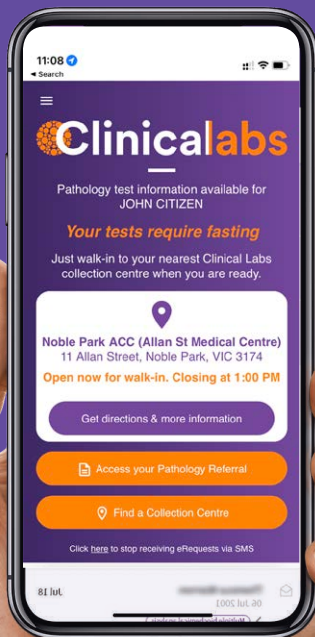 11:08
◄ Search
Clinicalabs
Pathology test information available for
JOHN CITIZEN
Your tests require fasting
Just walk-in to your nearest Clinical Labs
collection centre when you are ready.
Noble Park ACC (Allan St Medical Centre)
11 Allan Street, Noble Park, VIC 3174
Open now for walk-in. Closing at 1:00 PM
Get directions & more information
Access your Pathology Referral
Find a Collection Centre
Click here to stop receiving eRequests via SMS
Jul 18
06 Jul 2001